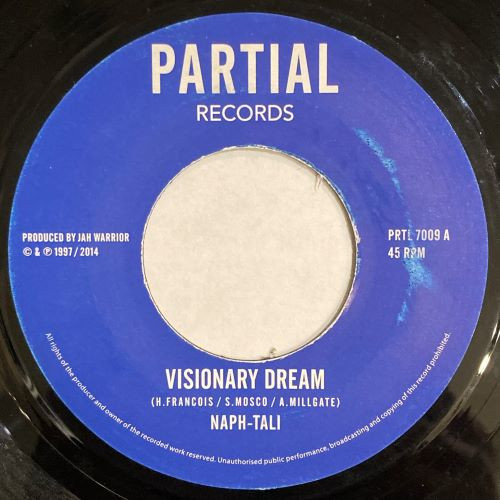 PARTIAL
RECORDS
PRODUCED BY JAH WARRIOR
© & ℗ 1997 / 2014
PRTL 7009 A
45 RPM
VISIONARY DREAM
(H.FRANCOIS / S.MOSCO / A.MILLGATE)
NAPH-TALI
All rights of the producer and owner of the recorded work reserved. Unauthorised public performance, broadcasting and copying of this record prohibited.